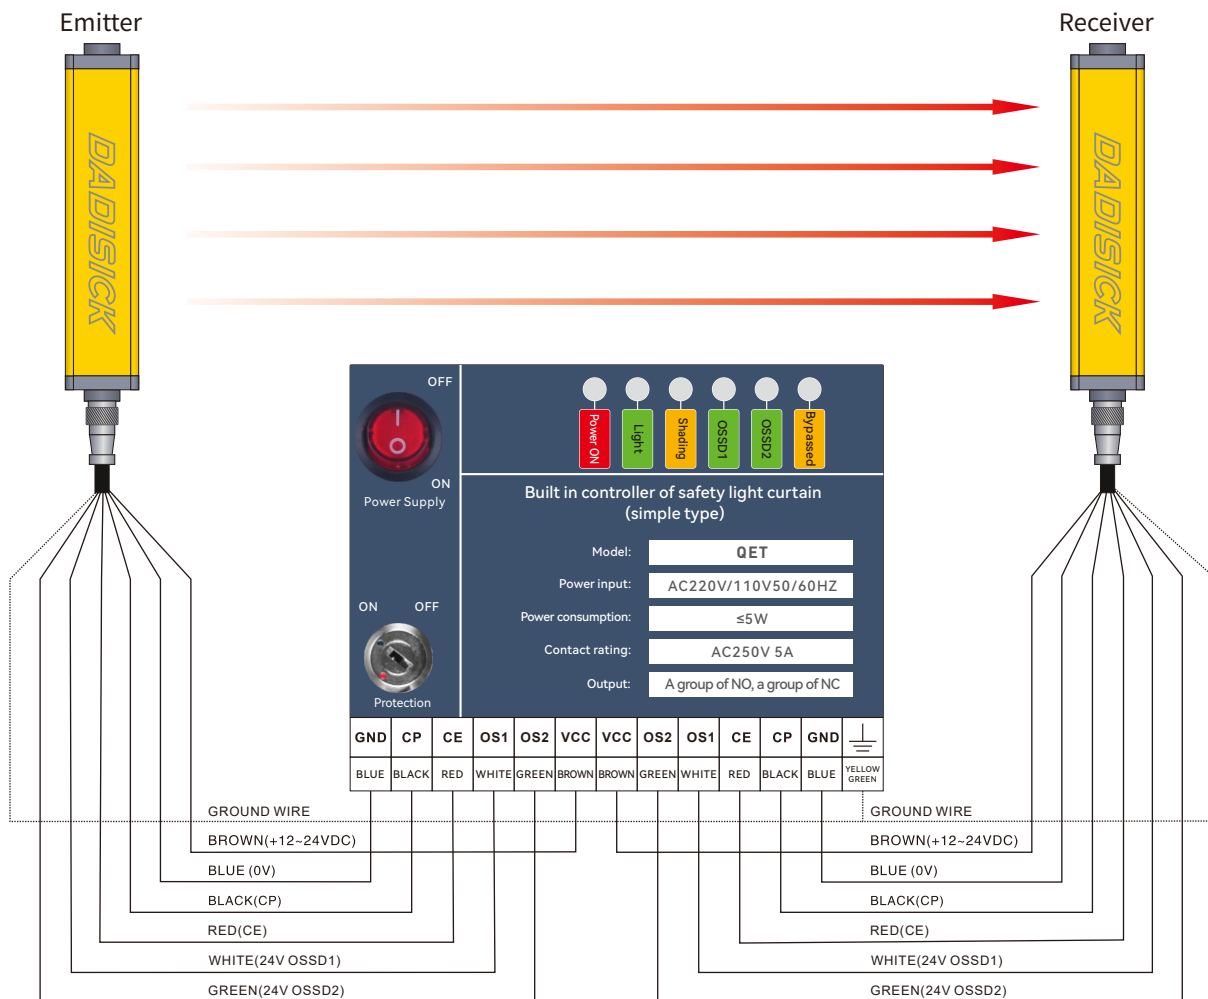 Emitter
Receiver
DADISICK
DADISICK
OFF
ON
Power Supply
ON OFF
Protection
Power ON
Light
Shading
OSSD1
OSSD2
Bypassed
Built in controller of safety light curtain
(simple type)
Model: QET
Power input: AC220V/110V50/60HZ
Power consumption: ≤5W
Contact rating: AC250V 5A
Output: A group of NO, a group of NC
GND CP CE OS1 OS2 VCC VCC OS2 OS1 CE CP GND
BLUE BLACK RED WHITE GREEN BROWN BROWN GREEN WHITE RED BLACK BLUE YELLOW
GREEN
GROUND WIRE
BROWN(+12~24VDC)
BLUE (0V)
BLACK(CP)
RED(CE)
WHITE(24V OSSD1)
GREEN(24V OSSD2)
GROUND WIRE
BROWN(+12~24VDC)
BLUE (0V)
BLACK(CP)
RED(CE)
WHITE(24V OSSD1)
GREEN(24V OSSD2)